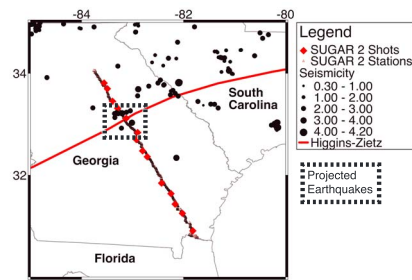 -84
-82
-80
34
32
South
Carolina
Georgia
Florida
Legend
SUGAR 2 Shots
SUGAR 2 Stations
Seismicity
0.30 - 1.00
1.00 - 2.00
2.00 - 3.00
3.00 - 4.00
4.00 - 4.20
Higgins-Zietz
Projected
Earthquakes